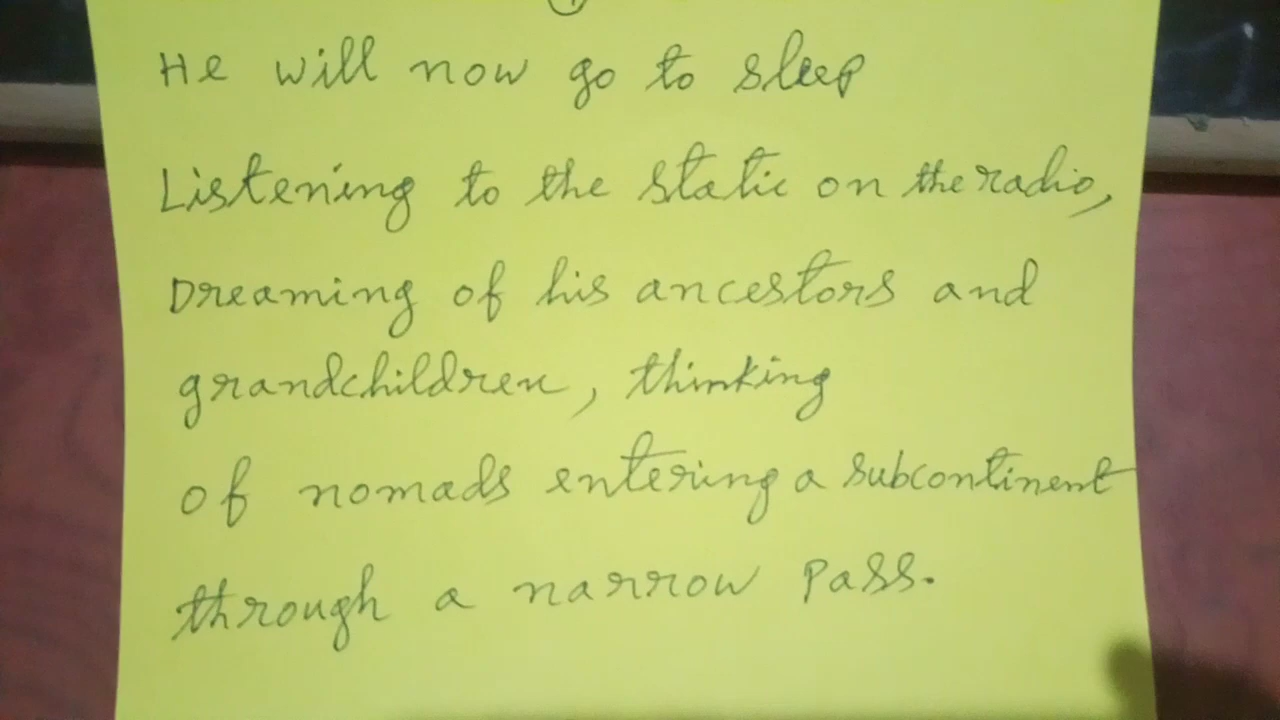 He will now go to sleep
Listening to the static on the radio,
Dreaming of his ancestors and
grandchildren, thinking
of nomads entering a subcontinent
through a narrow pass.